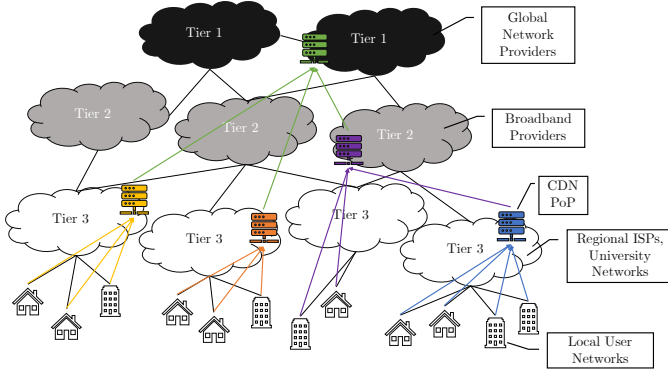 Tier 1
Tier 1
Global
Network
Providers
Tier 2
Tier 2
Tier 2
Broadband
Providers
Tier 3
Tier 3
Tier 3
Tier 3
CDN
PoP
Regional ISPs,
University
Networks
Local User
Networks